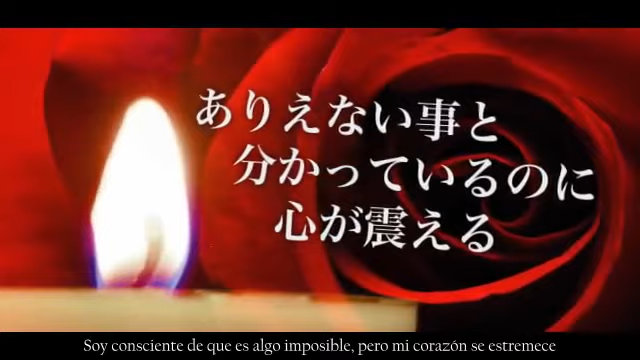 ありえない事と
分かっているのに
心が震える
Soy consciente de que es algo imposible, pero mi corazón se estremece